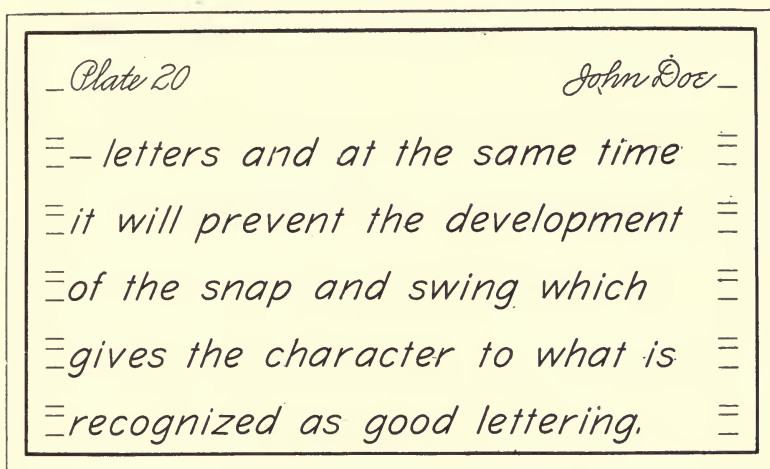 Plate 20 John Doe
– letters and at the same time
it will prevent the development
of the snap and swing which
gives the character to what is
recognized as good lettering.